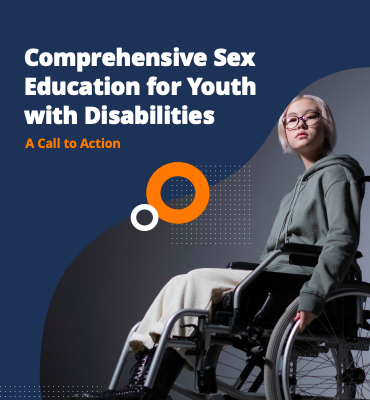 Comprehensive Sex
Education for Youth
with Disabilities
A Call to Action